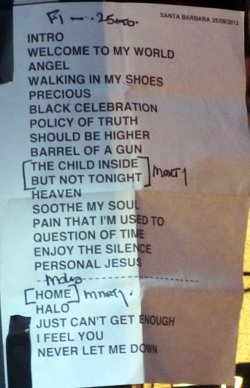 SANTA BARBARA 25/09/2013
INTRO
WELCOME TO MY WORLD
ANGEL
WALKING IN MY SHOES
PRECIOUS
BLACK CELEBRATION
POLICY OF TRUTH
SHOULD BE HIGHER
BARREL OF A GUN
THE CHILD INSIDE
BUT NOT TONIGHT
HEAVEN
SOOTHE MY SOUL
PAIN THAT I'M USED TO
QUESTION OF TIME
ENJOY THE SILENCE
PERSONAL JESUS
HOME
HALO
JUST CAN'T GET ENOUGH
I FEEL YOU
NEVER LET ME DOWN